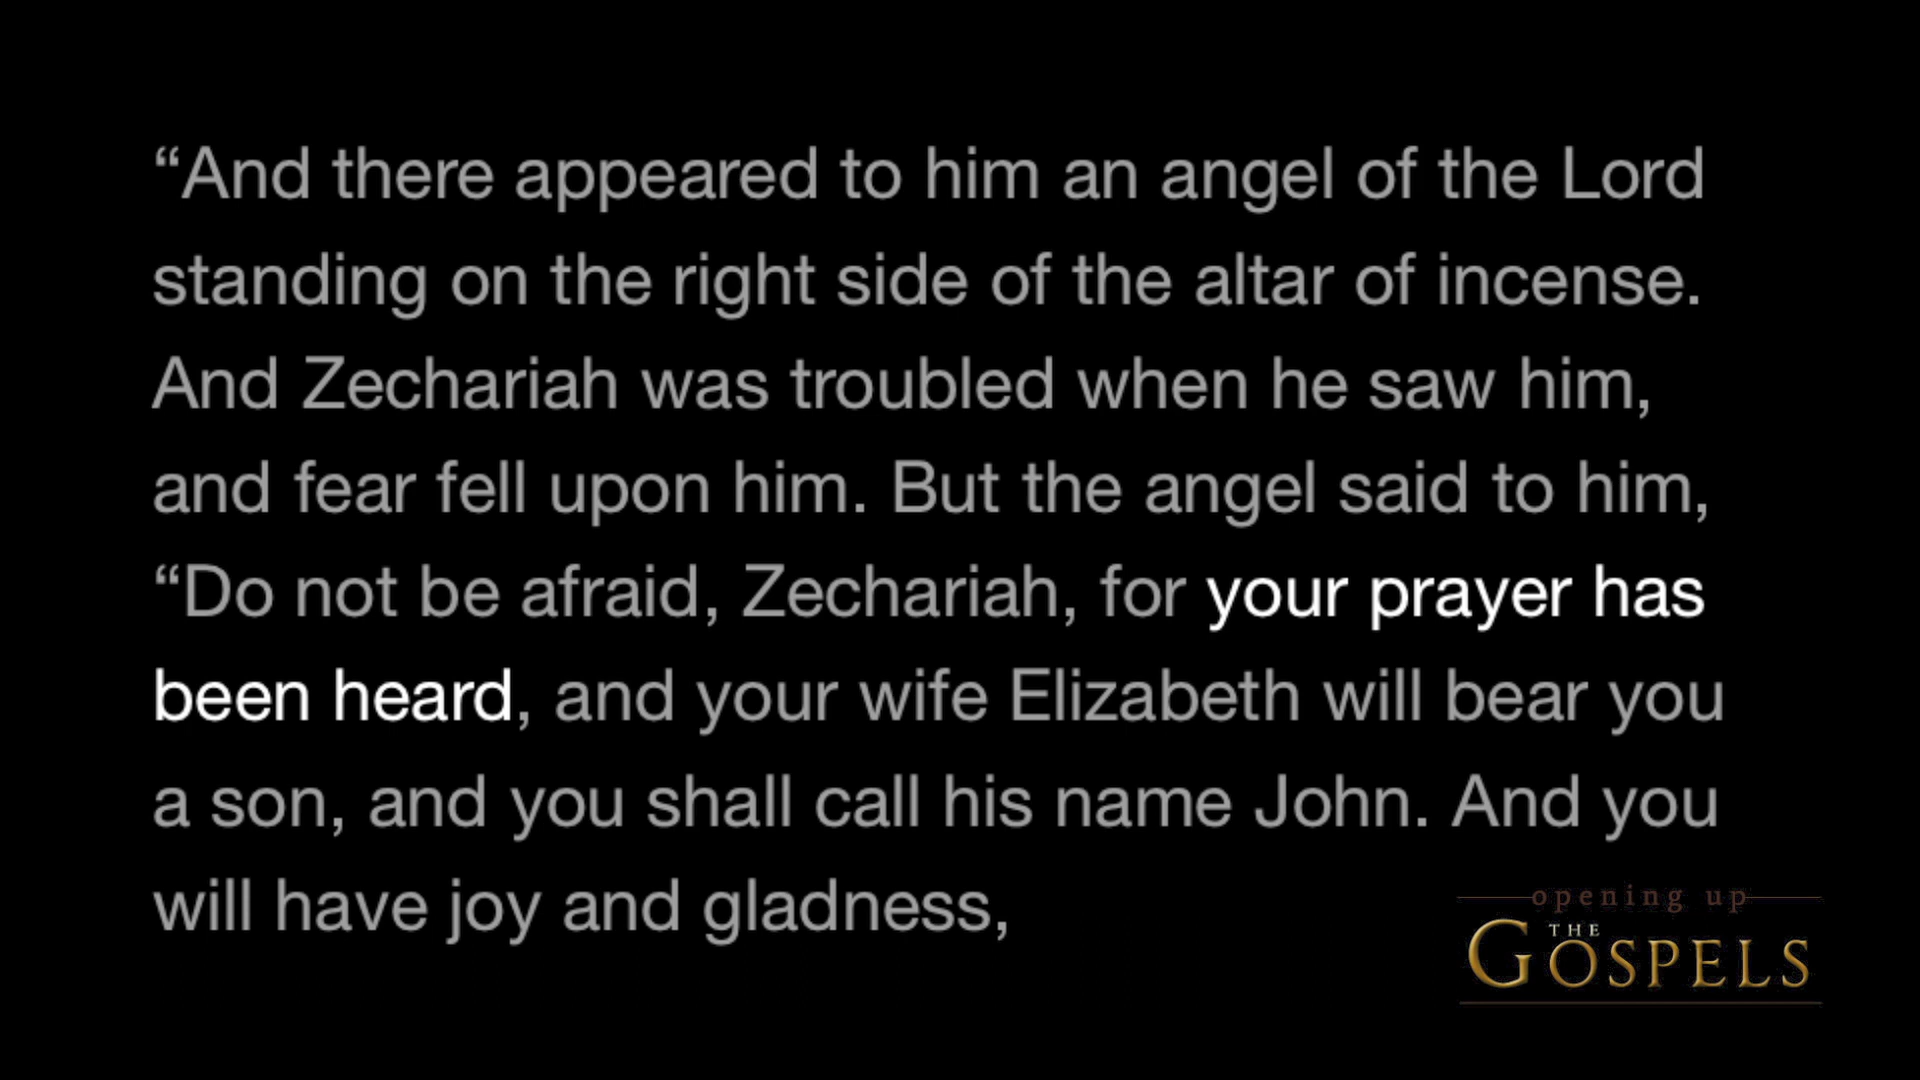 “And there appeared to him an angel of the Lord
standing on the right side of the altar of incense.
And Zechariah was troubled when he saw him,
and fear fell upon him. But the angel said to him,
“Do not be afraid, Zechariah, for your prayer has
been heard, and your wife Elizabeth will bear you
a son, and you shall call his name John. And you
will have joy and gladness,
opening up
THE
GOSPELS